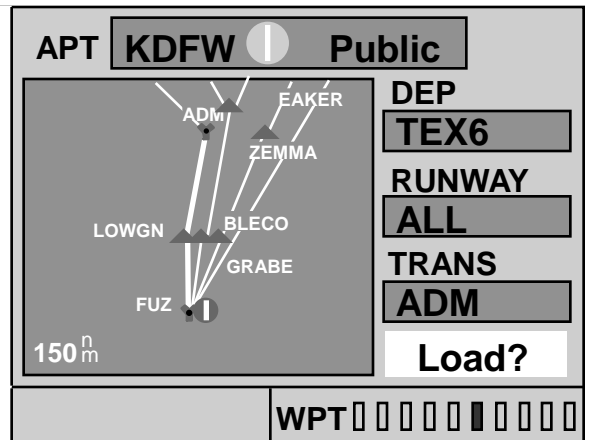 APT KDFW Public
DEP
TEX6
RUNWAY
ALL
TRANS
ADM
Load?
ADM
EAKER
ZEMMA
LOWGN
BLECO
GRABE
FUZ
150 nm
WPT